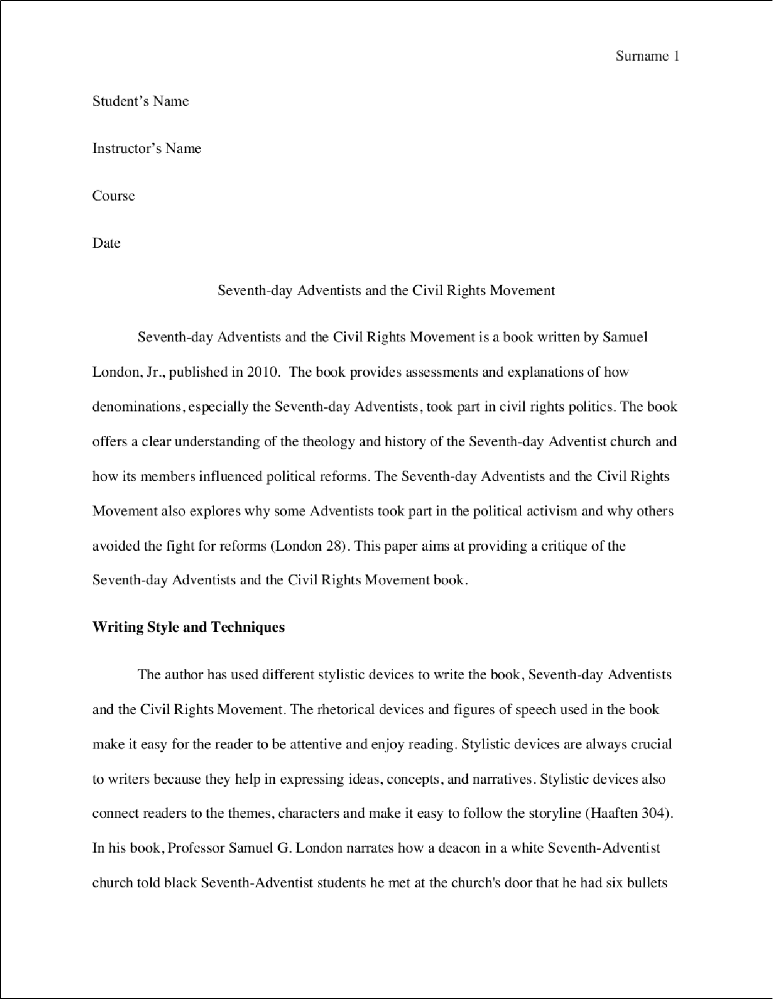 Surname 1
Student’s Name
Instructor’s Name
Course
Date
Seventh-day Adventists and the Civil Rights Movement
Seventh-day Adventists and the Civil Rights Movement is a book written by Samuel
London, Jr., published in 2010.  The book provides assessments and explanations of how
denominations, especially the Seventh-day Adventists, took part in civil rights politics. The book
offers a clear understanding of the theology and history of the Seventh-day Adventist church and
how its members influenced political reforms. The Seventh-day Adventists and the Civil Rights
Movement also explores why some Adventists took part in the political activism and why others
avoided the fight for reforms (London 28). This paper aims at providing a critique of the
Seventh-day Adventists and the Civil Rights Movement book.
Writing Style and Techniques
The author has used different stylistic devices to write the book, Seventh-day Adventists
and the Civil Rights Movement. The rhetorical devices and figures of speech used in the book
make it easy for the reader to be attentive and enjoy reading. Stylistic devices are always crucial
to writers because they help in expressing ideas, concepts, and narratives. Stylistic devices also
connect readers to the themes, characters and make it easy to follow the storyline (Haaften 304).
In his book, Professor Samuel G. London narrates how a deacon in a white Seventh-Adventist
church told black Seventh-Adventist students he met at the church's door that he had six bullets